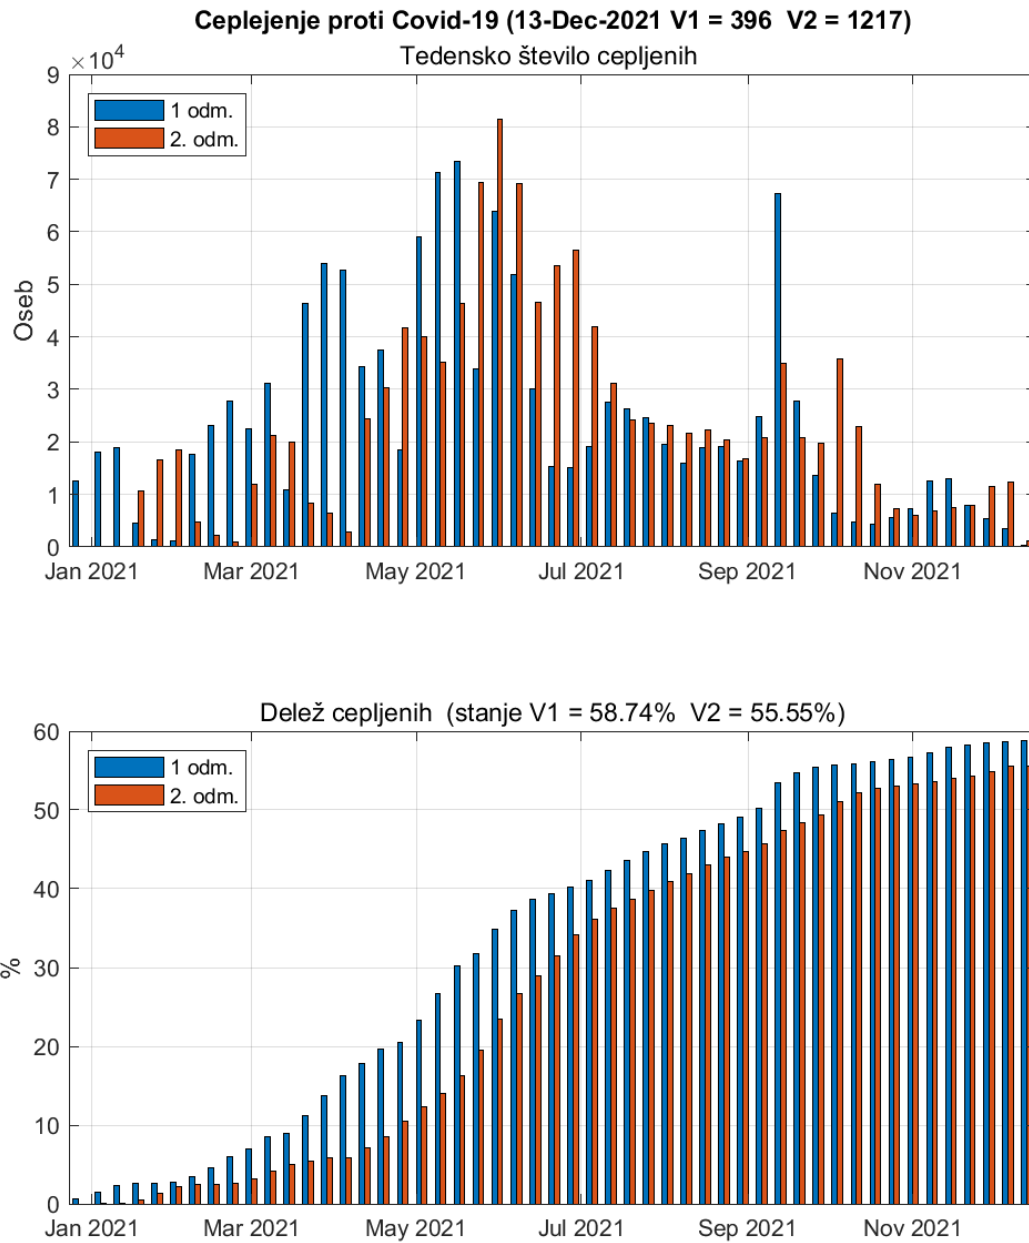 Ceplejenje proti Covid-19 (13-Dec-2021 V1 = 396 V2 = 1217)
Tedensko število cepljenih
×10⁴
1 odm.
2. odm.
Oseb
9
8
7
6
5
4
3
2
1
0
Jan 2021 Mar 2021 May 2021 Jul 2021 Sep 2021 Nov 2021
Delež cepljenih (stanje V1 = 58.74% V2 = 55.55%)
1 odm.
2. odm.
%
60
50
40
30
20
10
0
Jan 2021 Mar 2021 May 2021 Jul 2021 Sep 2021 Nov 2021